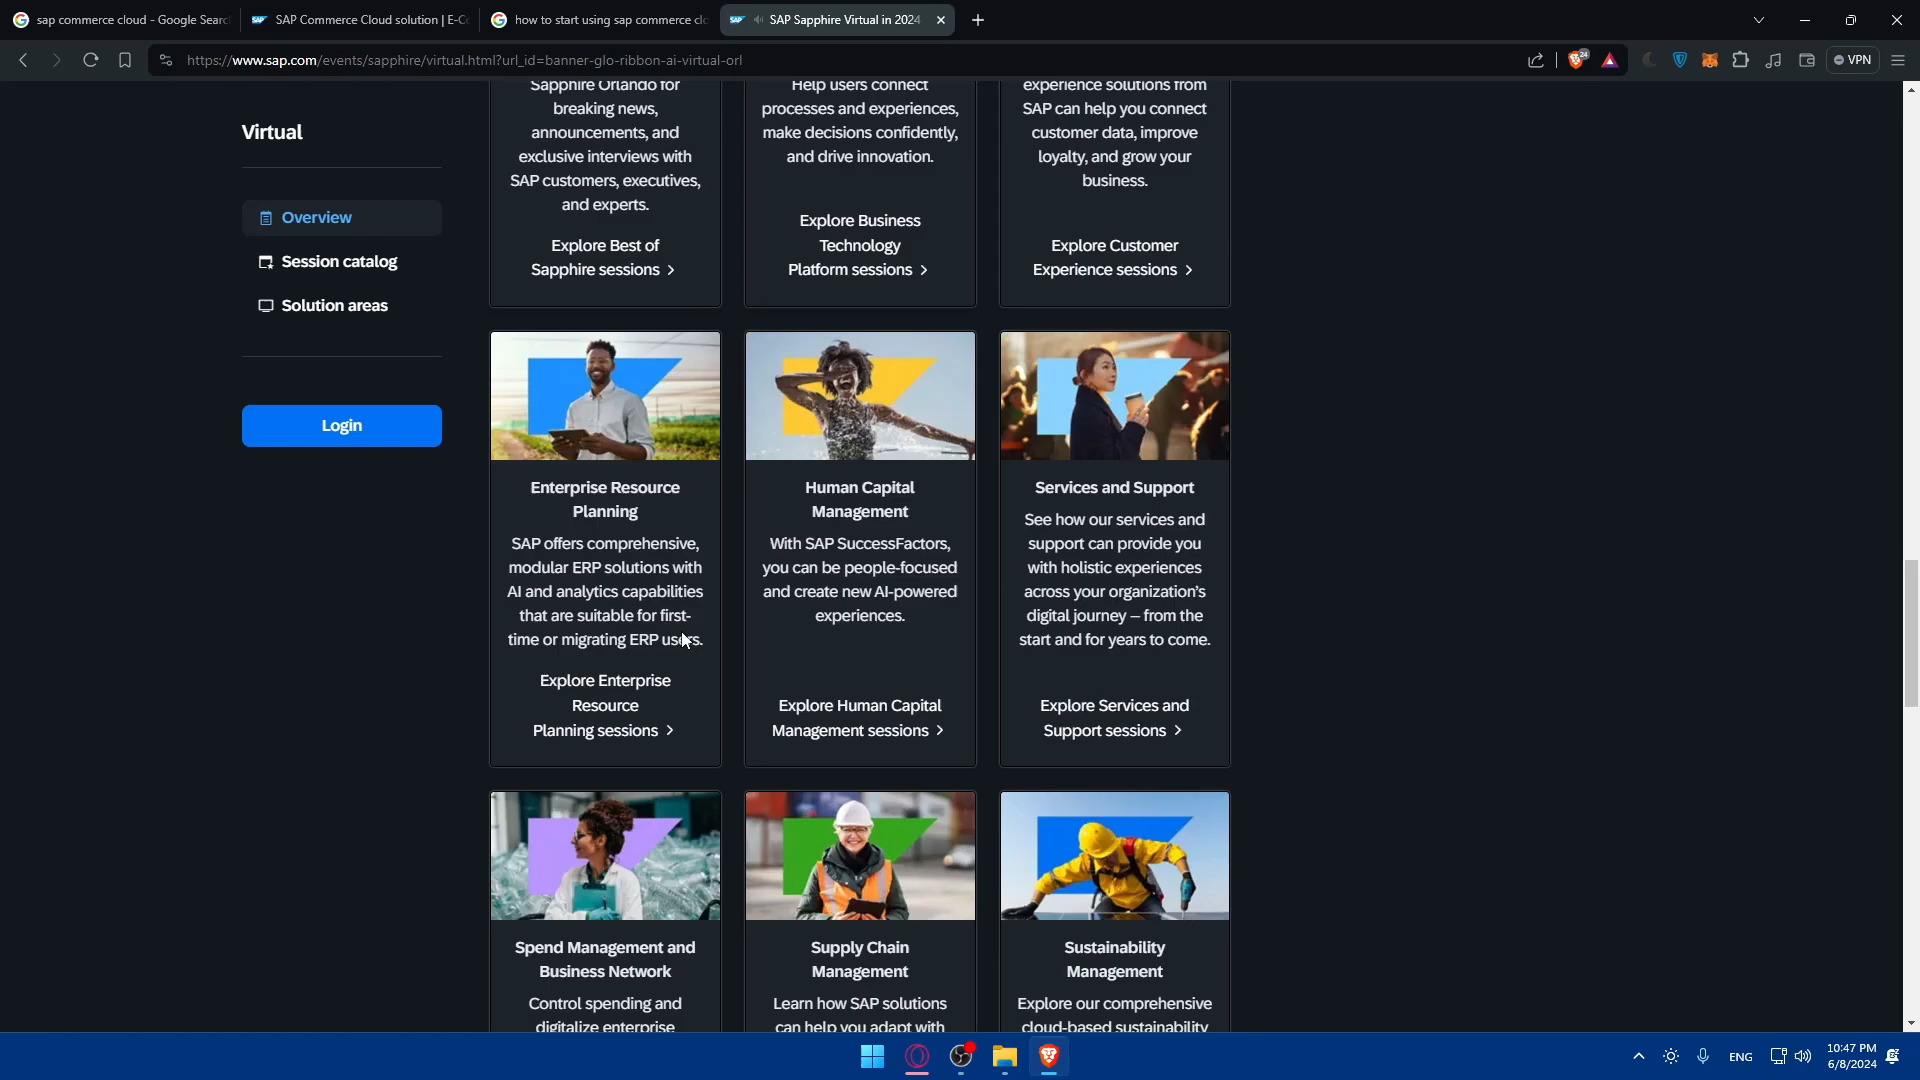 sap commerce cloud - Google Searc
SAP Commerce Cloud solution | E-Co
how to start using sap commerce clo
SAP Sapphire Virtual in 2024
https://www.sap.com/events/sapphire/virtual.html?url_id=banner-glo-ribbon-ai-virtual-orl
24
VPN
Virtual
Overview
Session catalog
Solution areas
Login
Sapphire Orlando for
breaking news,
announcements, and
exclusive interviews with
SAP customers, executives,
and experts.
Explore Best of
Sapphire sessions >
Help users connect
processes and experiences,
make decisions confidently,
and drive innovation.
Explore Business
Technology
Platform sessions >
experience solutions from
SAP can help you connect
customer data, improve
loyalty, and grow your
business.
Explore Customer
Experience sessions >
Enterprise Resource
Planning
SAP offers comprehensive,
modular ERP solutions with
AI and analytics capabilities
that are suitable for first-
time or migrating ERP users.
Explore Enterprise
Resource
Planning sessions >
Human Capital
Management
With SAP SuccessFactors,
you can be people-focused
and create new AI-powered
experiences.
Explore Human Capital
Management sessions >
Services and Support
See how our services and
support can provide you
with holistic experiences
across your organization's
digital journey – from the
start and for years to come.
Explore Services and
Support sessions >
Spend Management and
Business Network
Control spending and
digitalize enterprise
Supply Chain
Management
Learn how SAP solutions
can help you adapt with
Sustainability
Management
Explore our comprehensive
cloud-based sustainability
ENG
10:47 PM
6/8/2024